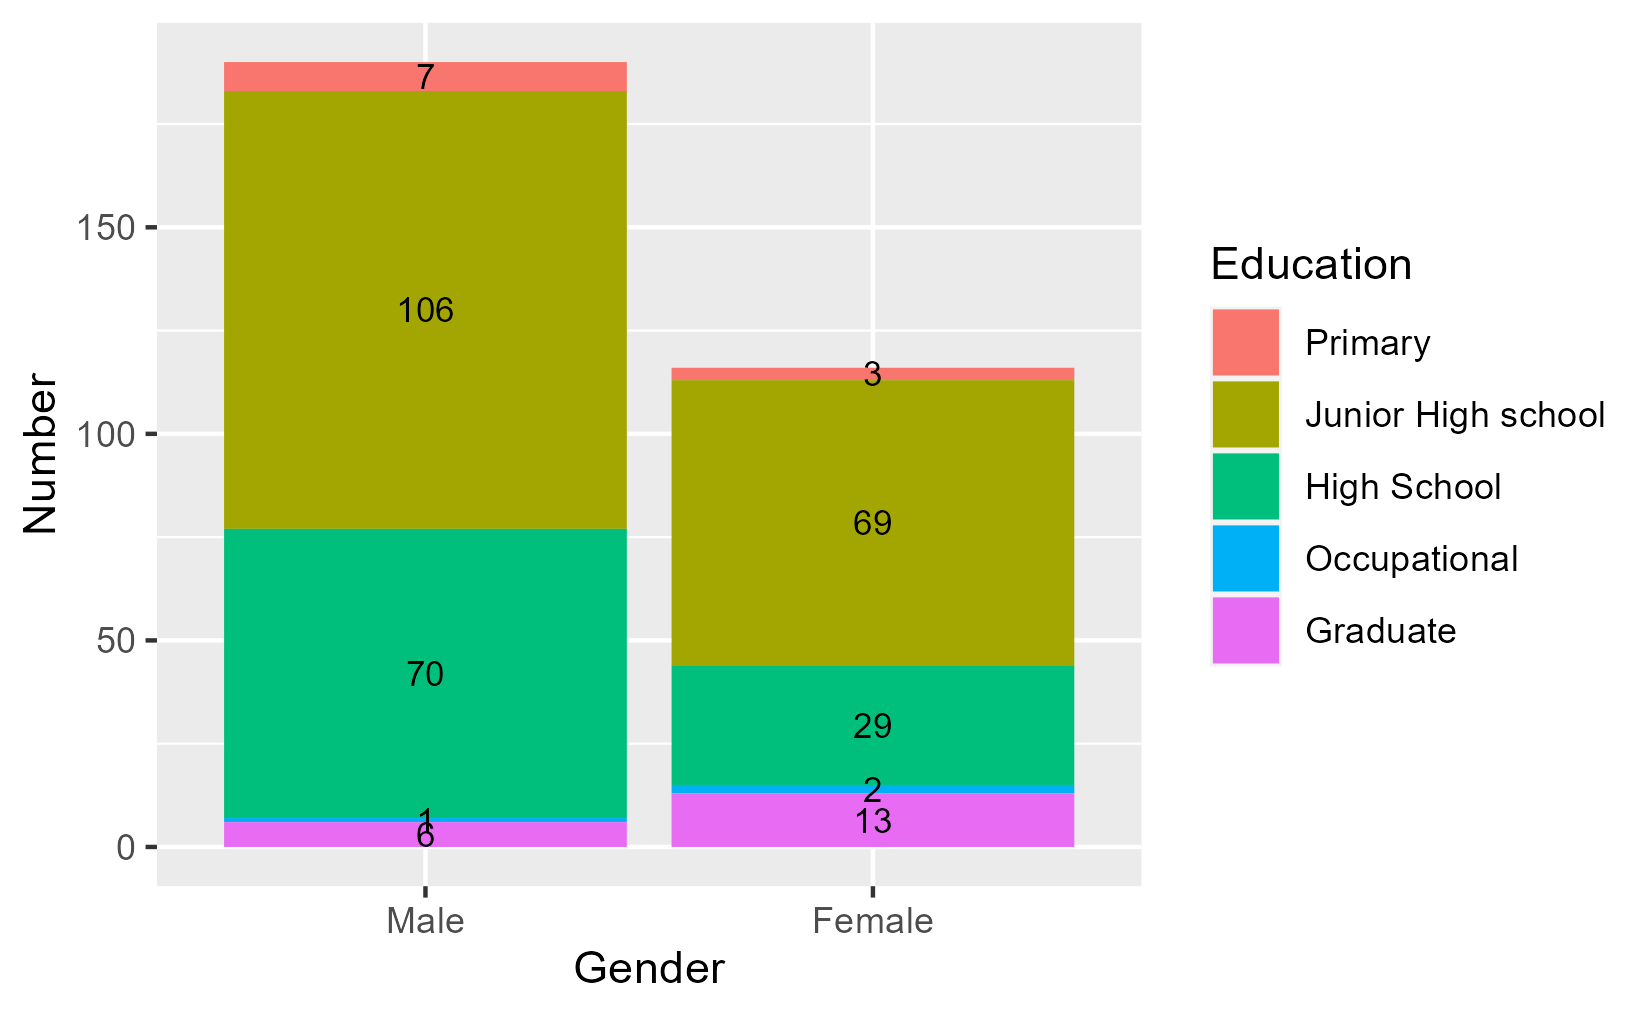 Number
150
100
50
0
7
106
70
1
6
3
69
29
2
13
Male
Female
Gender
Education
Primary
Junior High school
High School
Occupational
Graduate